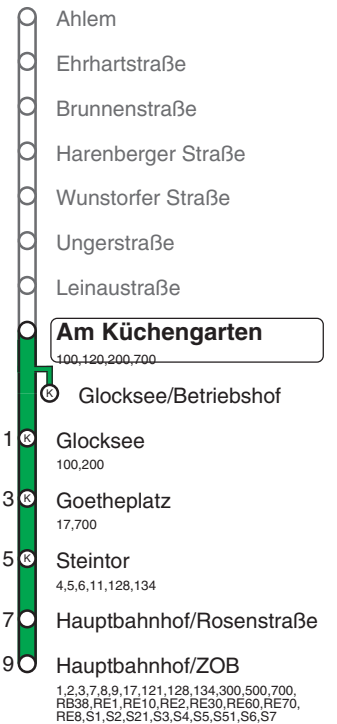 Ahlem
Ehrhartstraße
Brunnenstraße
Harenberger Straße
Wunstorfer Straße
Ungerstraße
Leinaustraße
Am Küchengarten
100,120,200,700
K Glocksee/Betriebshof
1 K Glocksee
100,200
3 K Goetheplatz
17,700
5 K Steintor
4,5,6,11,128,134
7 Hauptbahnhof/Rosenstraße
9 Hauptbahnhof/ZOB
1,2,3,7,8,9,17,121,128,134,300,500,700,
RB38,RE1,RE10,RE2,RE30,RE60,RE70,
RE8,S1,S2,S21,S3,S4,S5,S51,S6,S7